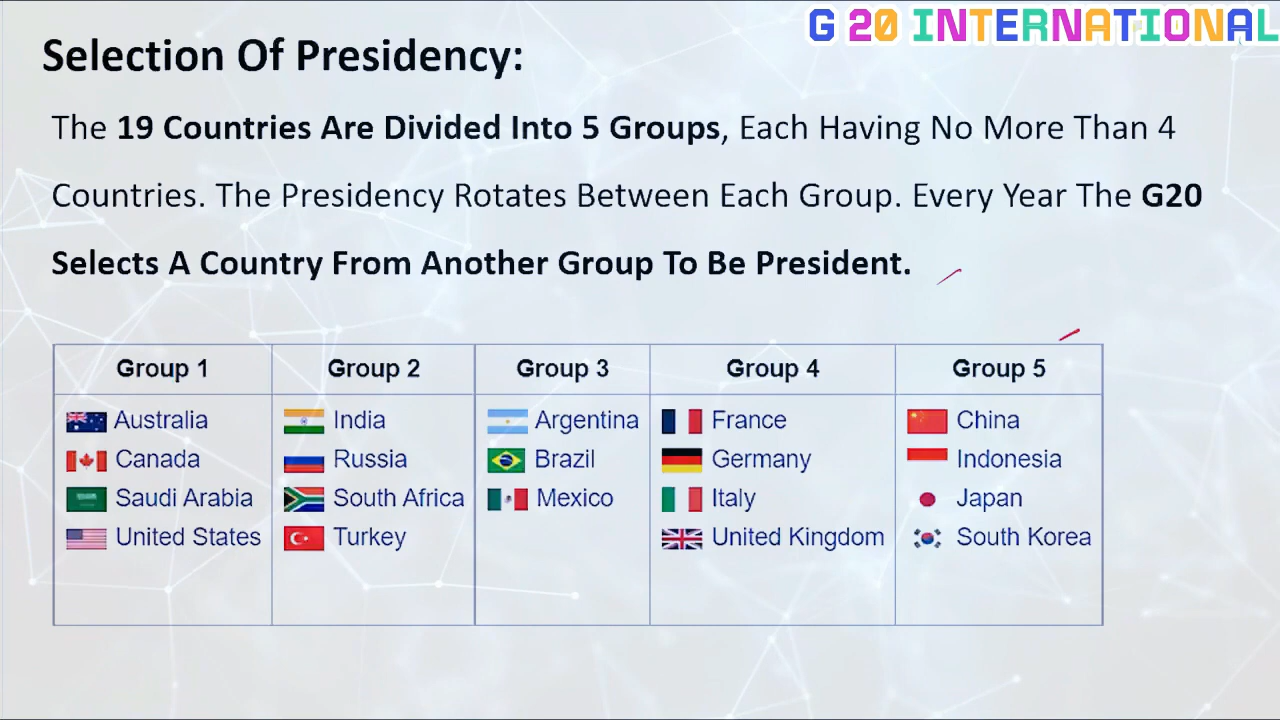 G 20 INTERNATIONAL
Selection Of Presidency:
The 19 Countries Are Divided Into 5 Groups, Each Having No More Than 4
Countries. The Presidency Rotates Between Each Group. Every Year The G20
Selects A Country From Another Group To Be President.
Group 1 Group 2 Group 3 Group 4 Group 5
Australia India Argentina France China
Canada Russia Brazil Germany Indonesia
Saudi Arabia South Africa Mexico Italy Japan
United States Turkey United Kingdom South Korea